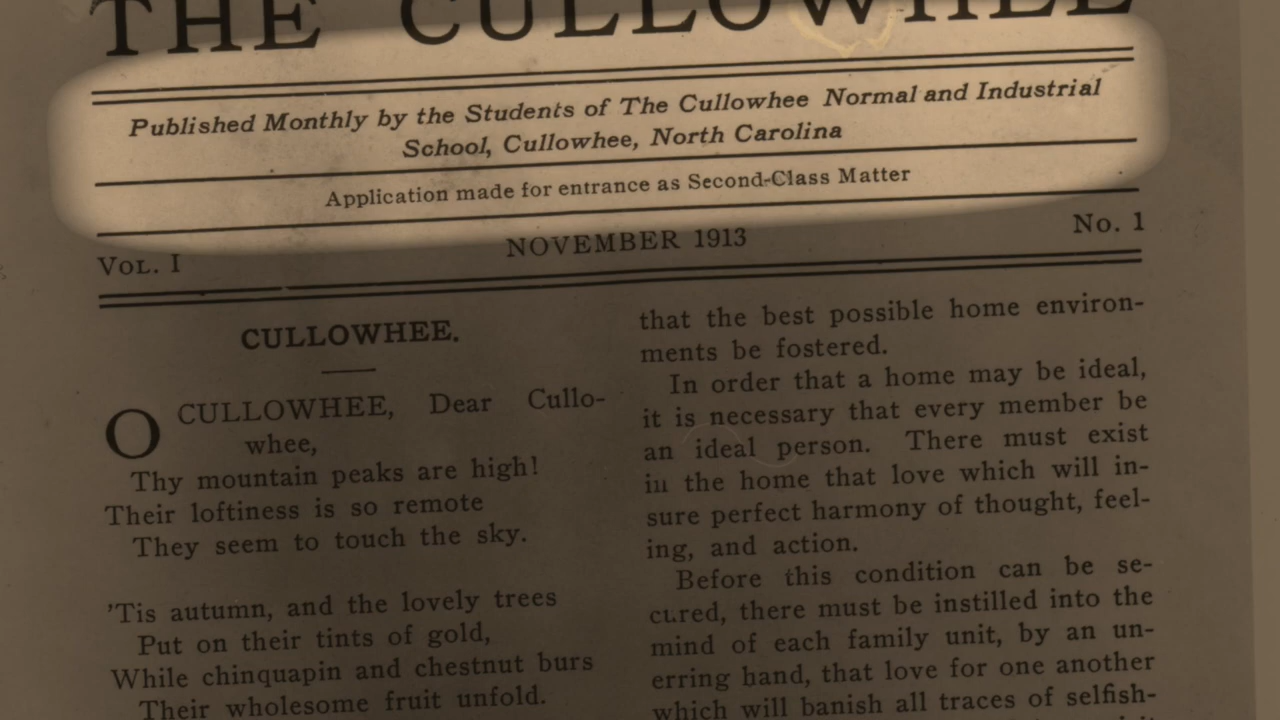 THE CULLOWHEE
Published Monthly by the Students of The Cullowhee Normal and Industrial
School, Cullowhee, North Carolina
Application made for entrance as Second-Class Matter
VOL. I NOVEMBER 1913 No. 1
CULLOWHEE.
O CULLOWHEE, Dear Cullo-
whee,
Thy mountain peaks are high!
Their loftiness is so remote
They seem to touch the sky.
'Tis autumn, and the lovely trees
Put on their tints of gold,
While chinquapin and chestnut burs
Their wholesome fruit unfold.
that the best possible home environ-
ments be fostered.
In order that a home may be ideal,
it is necessary that every member be
an ideal person. There must exist
in the home that love which will in-
sure perfect harmony of thought, feel-
ing, and action.
Before this condition can be se-
cured, there must be instilled into the
mind of each family unit, by an un-
erring hand, that love for one another
which will banish all traces of selfish-